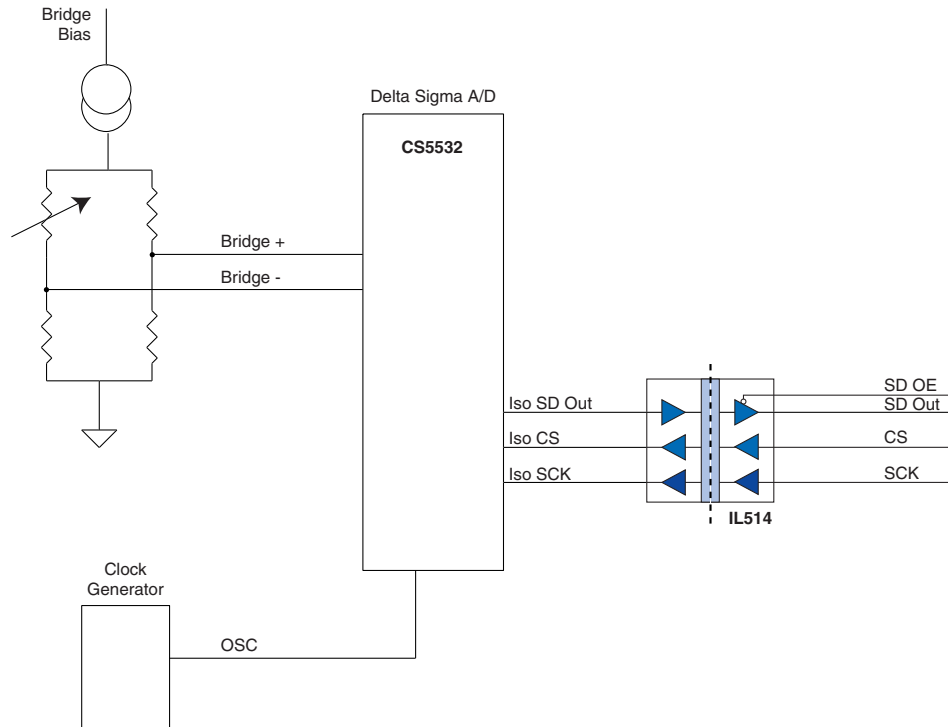 Bridge
Bias
Delta Sigma A/D
CS5532
Bridge +
Bridge -
Iso SD Out
Iso CS
Iso SCK
SD OE
SD Out
CS
SCK
IL514
Clock
Generator
OSC